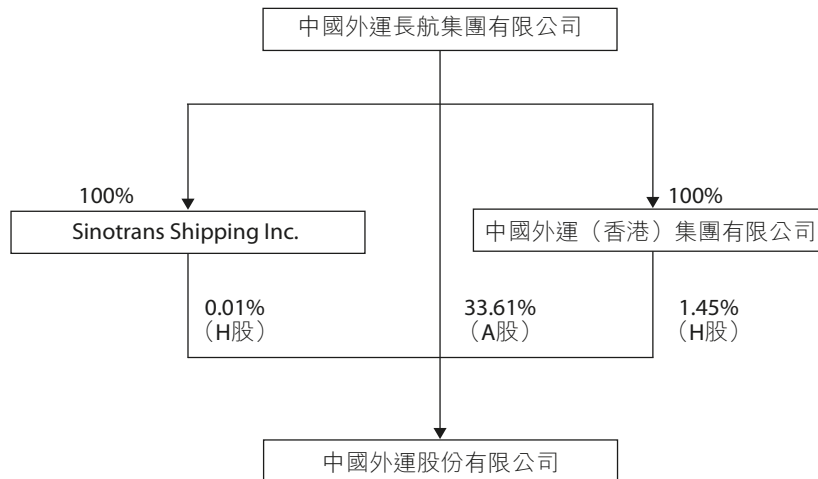 中國外運長航集團有限公司
100%
100%
Sinotrans Shipping Inc.
中國外運（香港）集團有限公司
0.01%
（H股）
33.61%
（A股）
1.45%
（H股）
中國外運股份有限公司